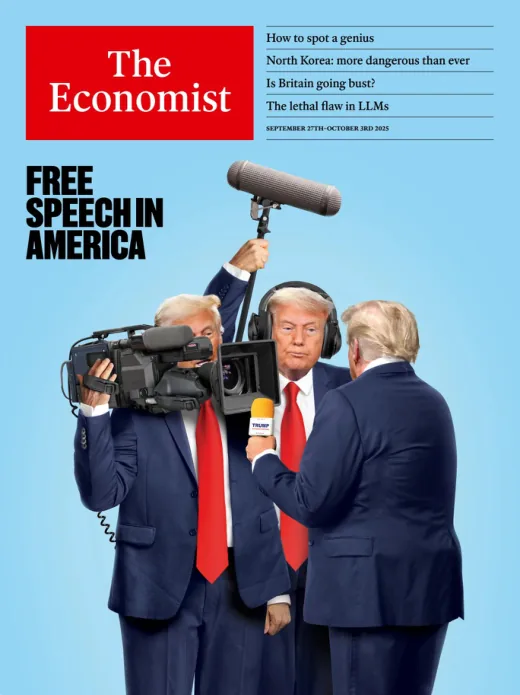 The
Economist
How to spot a genius
North Korea: more dangerous than ever
Is Britain going bust?
The lethal flaw in LLMs
SEPTEMBER 27TH–OCTOBER 3RD 2025
FREE
SPEECH IN
AMERICA
TRUMP